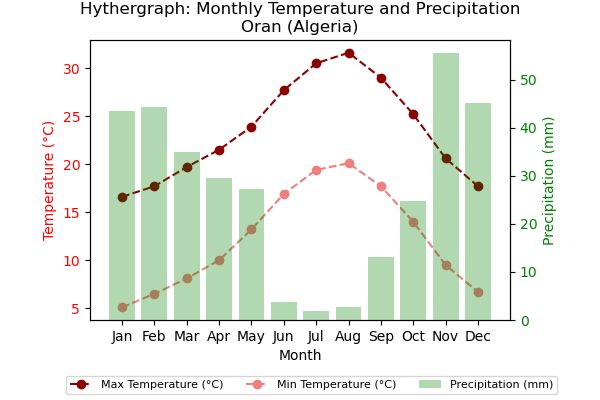 Hythergraph: Monthly Temperature and Precipitation
Oran (Algeria)
30
25
20
15
10
5
Temperature (°C)
50
40
30
20
10
0
Precipitation (mm)
Jan Feb Mar Apr May Jun Jul Aug Sep Oct Nov Dec
Month
Max Temperature (°C) Min Temperature (°C) Precipitation (mm)